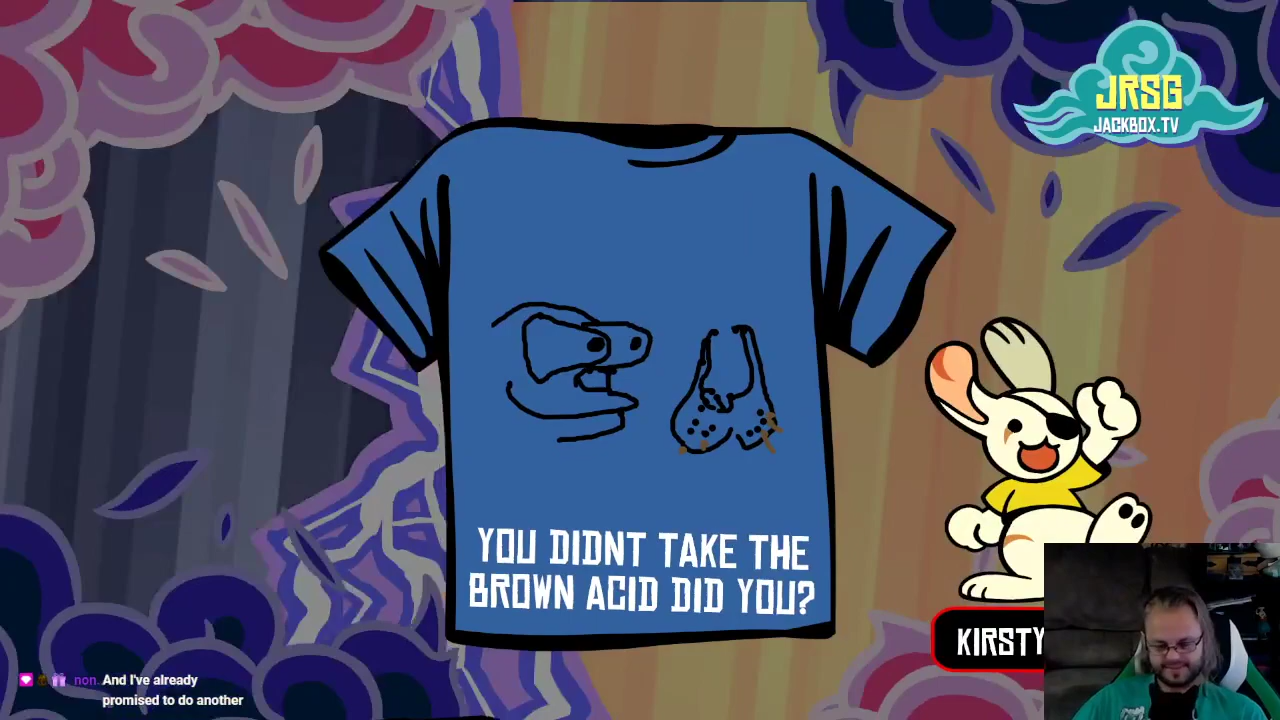 JRSG
JACKBOX.TV
YOU DIDNT TAKE THE
BROWN ACID DID YOU?
KIRSTY
non. And I've already
promised to do another